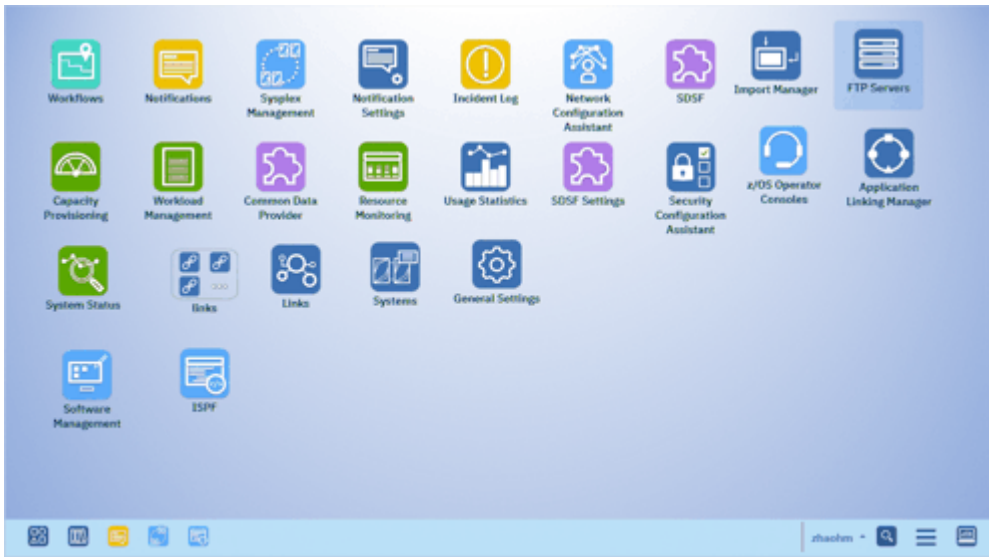 Workflows
Notifications
Sysplex
Management
Notification
Settings
Incident Log
Network
Configuration
Assistant
SDSF
Import Manager
FTP Servers
Capacity
Provisioning
Workload
Management
Common Data
Provider
Resource
Monitoring
Usage Statistics
SDSF Settings
Security
Configuration
Assistant
z/OS Operator
Consoles
Application
Linking Manager
System Status
links
Links
Systems
General Settings
Software
Management
ISPF
zhaohm